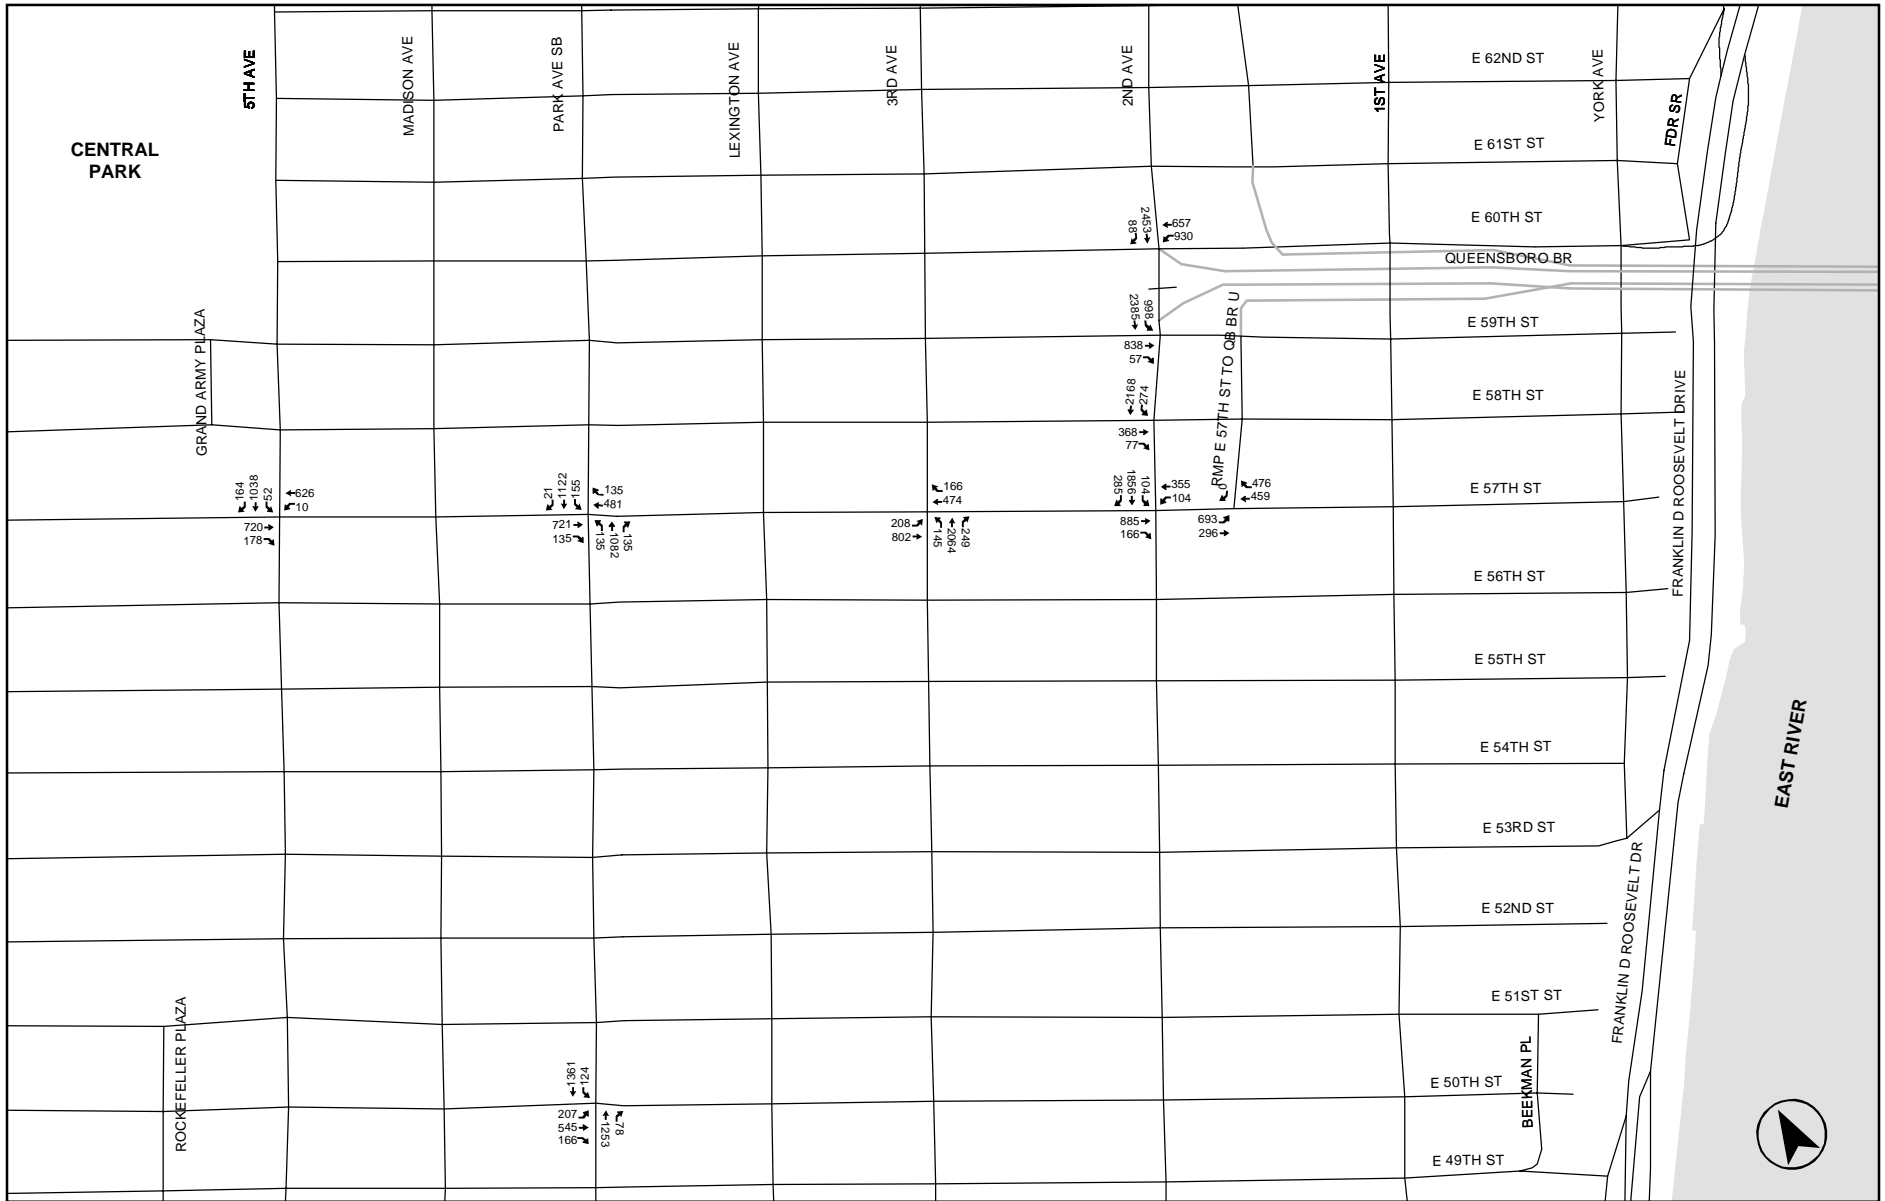 5TH AVE
MADISON AVE
PARK AVE SB
LEXINGTON AVE
3RD AVE
2ND AVE
1ST AVE
YORK AVE
FDR SR
E 62ND ST
CENTRAL
PARK
E 61ST ST
E 60TH ST
88
2453
657
930
QUEENSBORO BR
2385
998
838
57
E 59TH ST
GRAND ARMY PLAZA
RMP E 57TH ST TO QB BR U
FRANKLIN D ROOSEVELT DRIVE
2168
274
368
77
E 58TH ST
164
1038
52
626
10
720
178
21
1122
155
135
481
721
135
135
1082
135
166
474
208
802
145
2064
249
285
1856
104
355
104
885
166
0
476
459
693
296
E 57TH ST
E 56TH ST
E 55TH ST
E 54TH ST
EAST RIVER
E 53RD ST
FRANKLIN D ROOSEVELT DR
E 52ND ST
E 51ST ST
ROCKEFELLER PLAZA
BEEKMAN PL
1361
124
207
545
166
1253
78
E 50TH ST
E 49TH ST